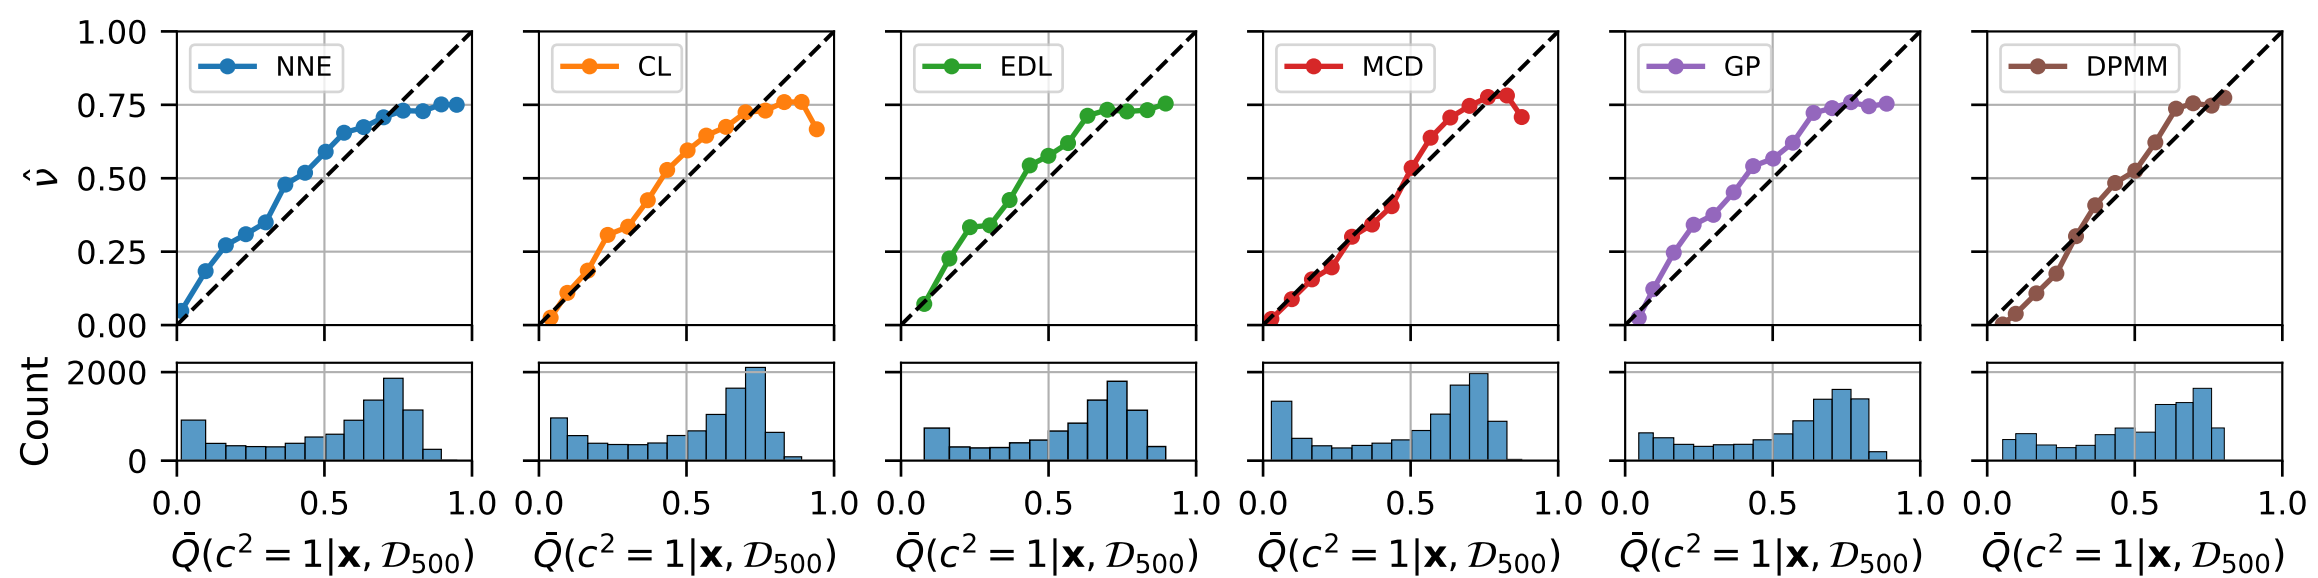 NNE CL EDL MCD GP DPMM
1.00
0.75
0.50
0.25
0.00
ν̂
2000
0
Count
0.0 0.5 1.0 0.0 0.5 1.0 0.0 0.5 1.0 0.0 0.5 1.0 0.0 0.5 1.0 0.0 0.5 1.0
Q̄(c² = 1|x, 𝒟₅₀₀) Q̄(c² = 1|x, 𝒟₅₀₀) Q̄(c² = 1|x, 𝒟₅₀₀) Q̄(c² = 1|x, 𝒟₅₀₀) Q̄(c² = 1|x, 𝒟₅₀₀) Q̄(c² = 1|x, 𝒟₅₀₀)